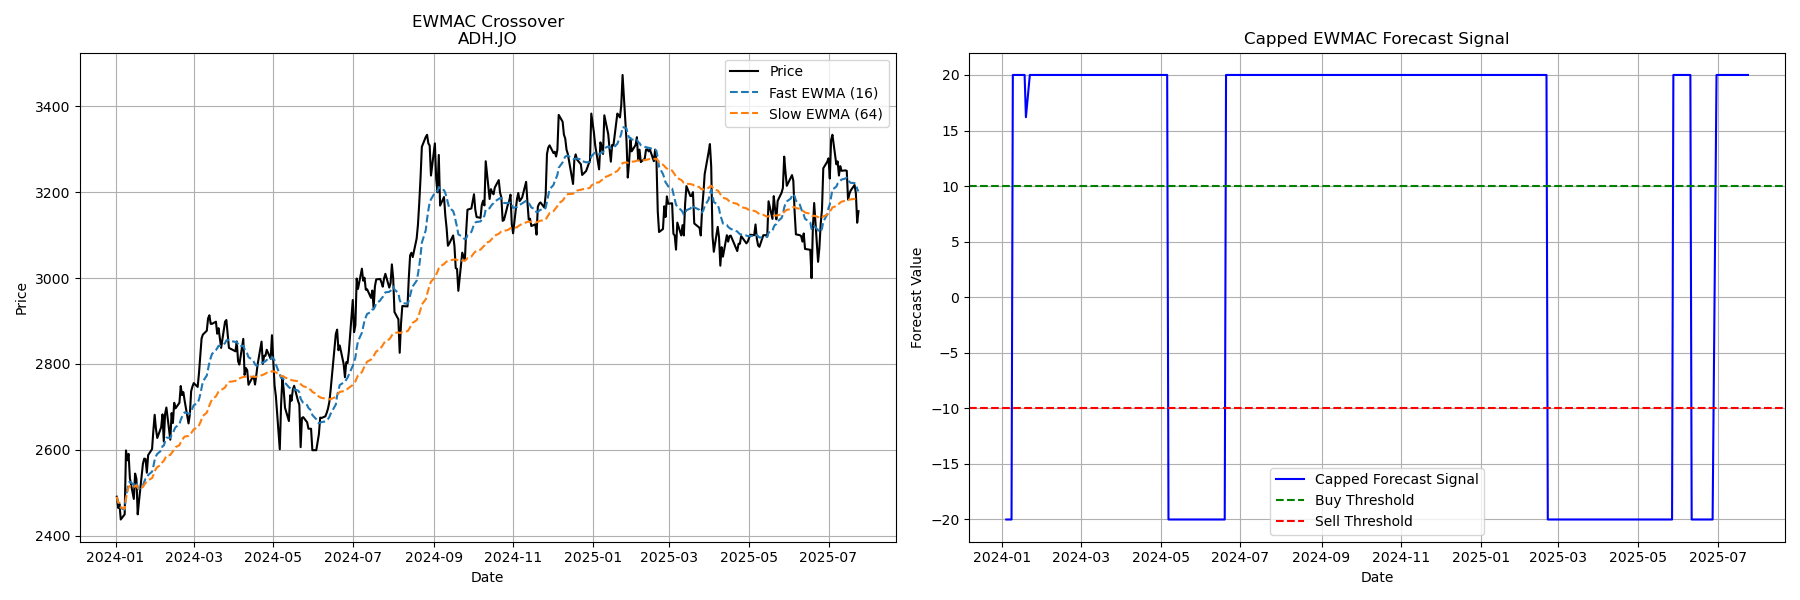 EWMAC Crossover
ADH.JO
Price
Fast EWMA (16)
Slow EWMA (64)
3400
3200
3000
2800
2600
2400
Price
2024-01 2024-03 2024-05 2024-07 2024-09 2024-11 2025-01 2025-03 2025-05 2025-07
Date
Capped EWMAC Forecast Signal
20
15
10
5
0
−5
−10
−15
−20
Forecast Value
Capped Forecast Signal
Buy Threshold
Sell Threshold
2024-01 2024-03 2024-05 2024-07 2024-09 2024-11 2025-01 2025-03 2025-05 2025-07
Date